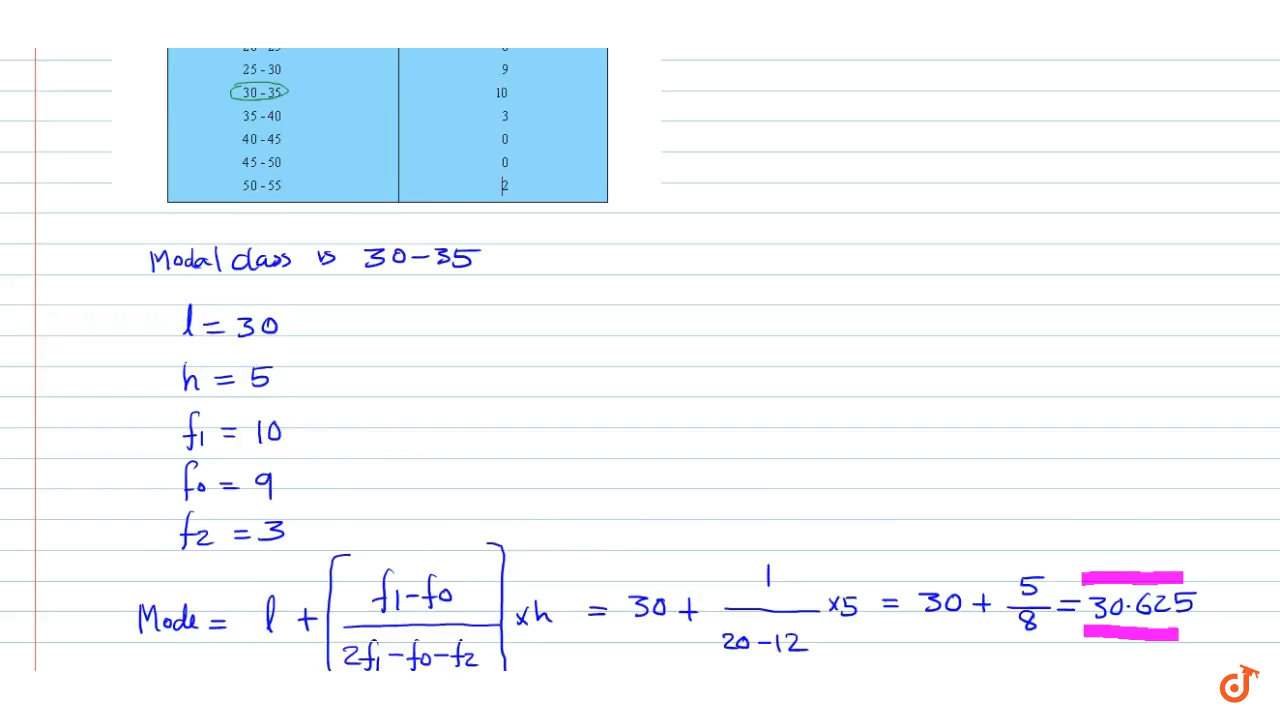 25 - 30 9
30 - 35 10
35 - 40 3
40 - 45 0
45 - 50 0
50 - 55 2
Modal class is 30 - 35
l = 30
h = 5
f1 = 10
f0 = 9
f2 = 3
Mode = l + [ (f1 - f0) / (2f1 - f0 - f2) ] × h = 30 + 1 / (20 - 12) × 5 = 30 + 5/8 = 30.625